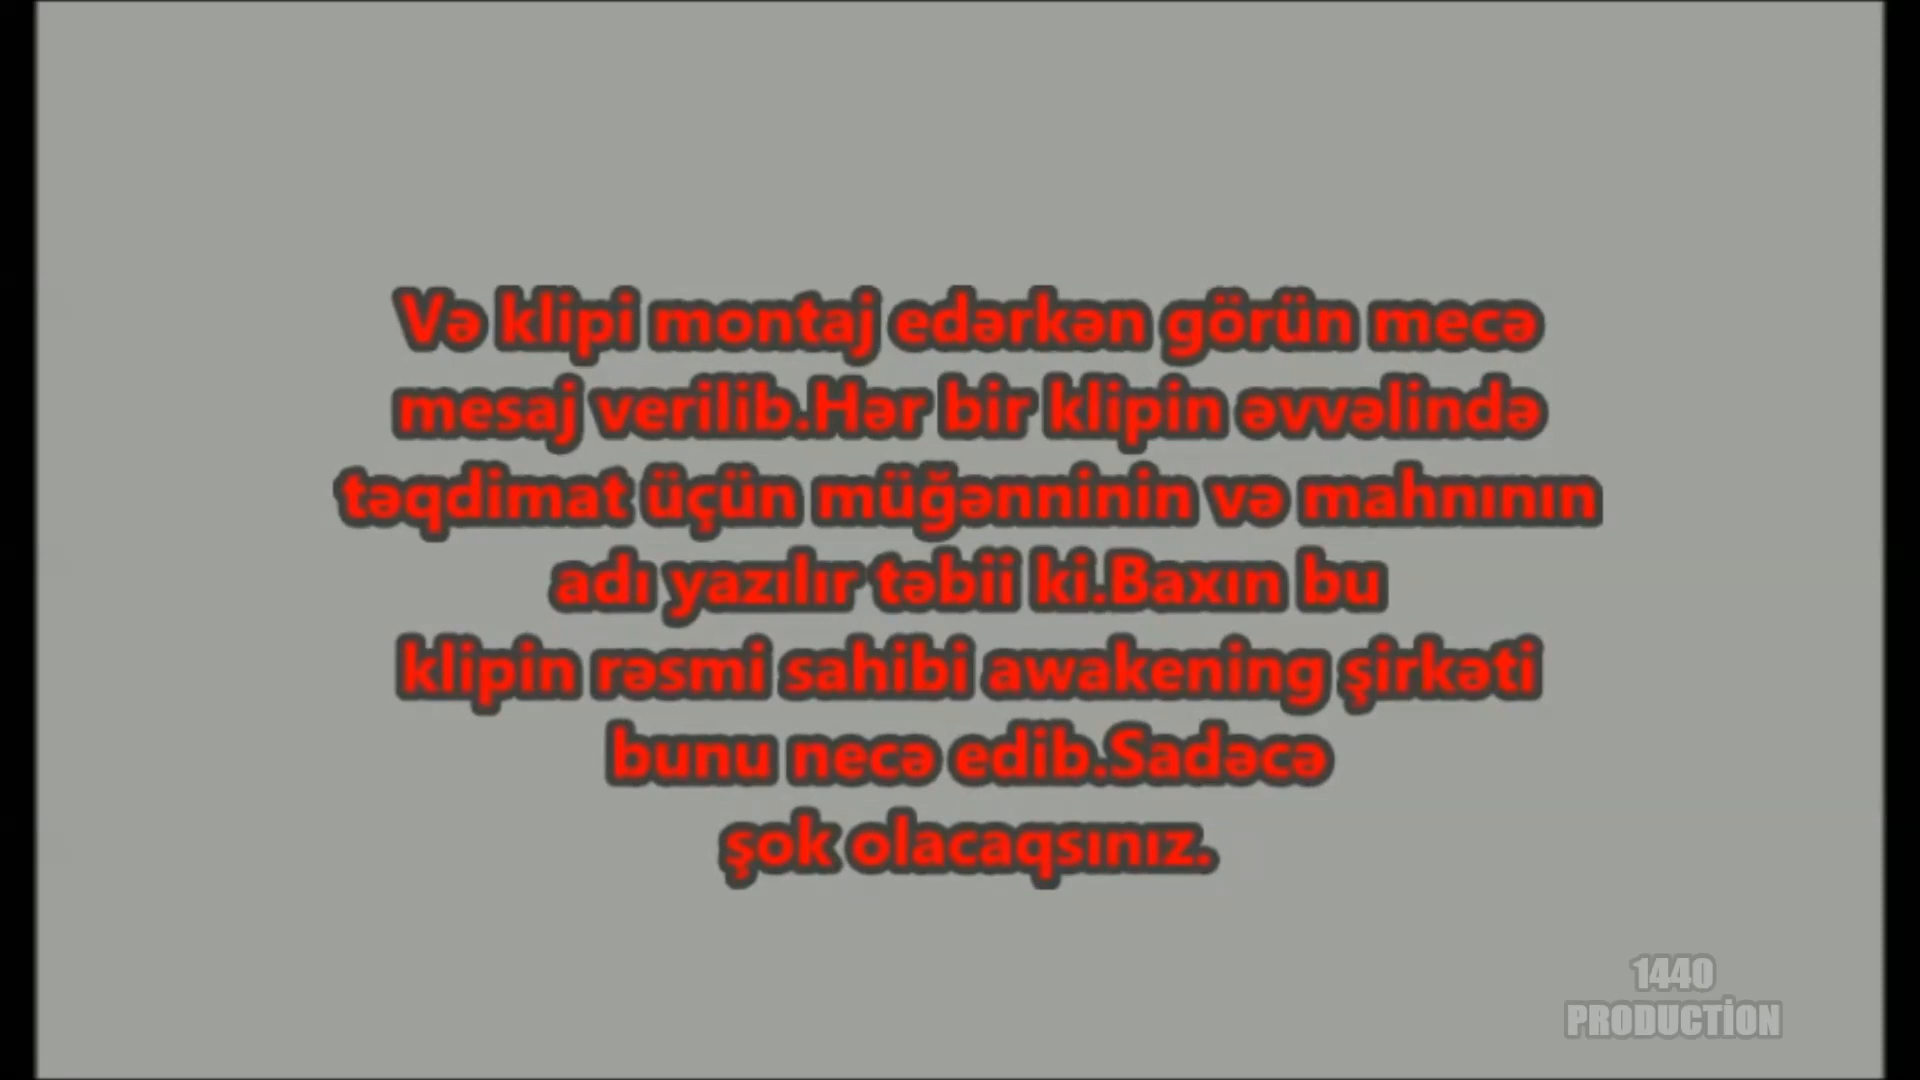 Və klipi montaj edərkən görün mecə
mesaj verilib.Hər bir klipin əvvəlində
təqdimat üçün müğənninin və mahnının
adı yazılır təbii ki.Baxın bu
klipin rəsmi sahibi awakening şirkəti
bunu necə edib.Sadəcə
şok olacaqsınız.
1440
PRODUCTİON